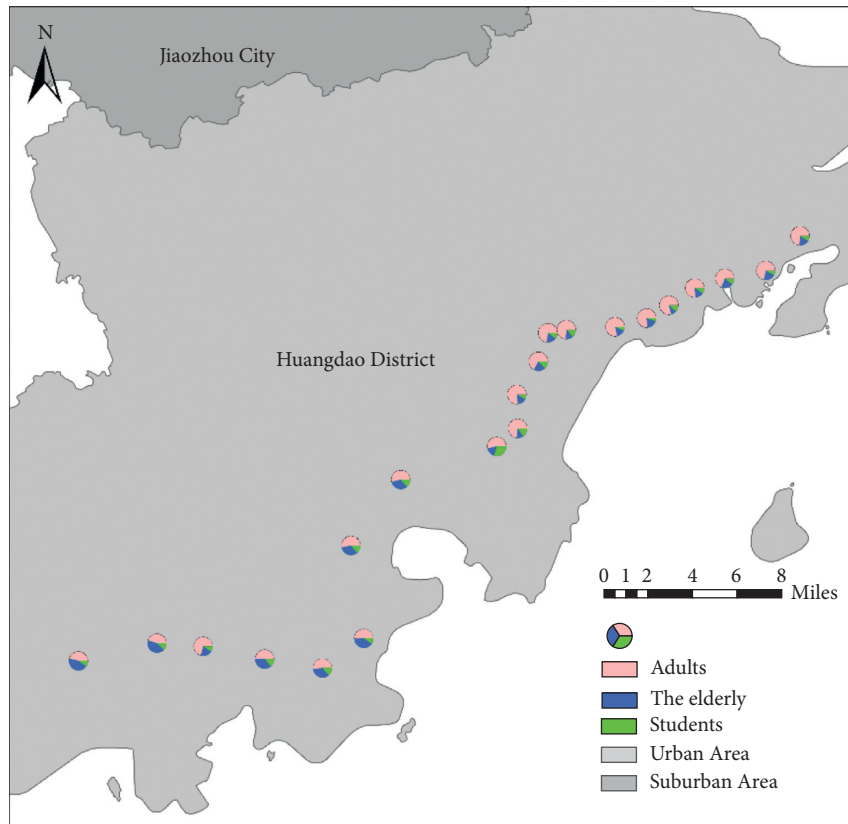 N
Jiaozhou City
Huangdao District
0 1 2 4 6 8
Miles
Adults
The elderly
Students
Urban Area
Suburban Area